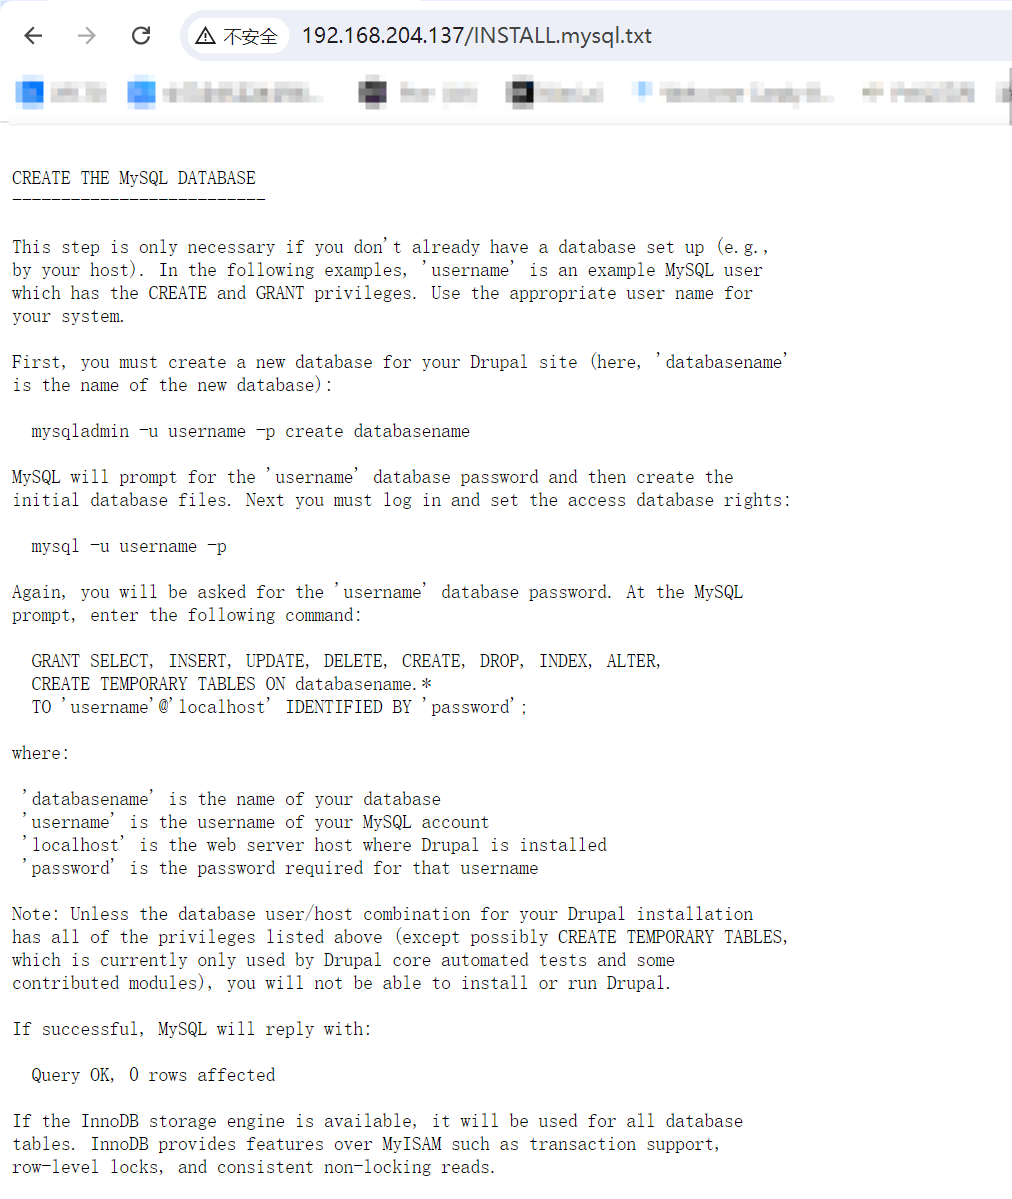 不安全 192.168.204.137/INSTALL.mysql.txt
CREATE THE MySQL DATABASE
--------------------------
This step is only necessary if you don't already have a database set up (e.g.,
by your host). In the following examples, 'username' is an example MySQL user
which has the CREATE and GRANT privileges. Use the appropriate user name for
your system.
First, you must create a new database for your Drupal site (here, 'databasename'
is the name of the new database):
mysqladmin -u username -p create databasename
MySQL will prompt for the 'username' database password and then create the
initial database files. Next you must log in and set the access database rights:
mysql -u username -p
Again, you will be asked for the 'username' database password. At the MySQL
prompt, enter the following command:
GRANT SELECT, INSERT, UPDATE, DELETE, CREATE, DROP, INDEX, ALTER,
CREATE TEMPORARY TABLES ON databasename.*
TO 'username'@'localhost' IDENTIFIED BY 'password';
where:
'databasename' is the name of your database
'username' is the username of your MySQL account
'localhost' is the web server host where Drupal is installed
'password' is the password required for that username
Note: Unless the database user/host combination for your Drupal installation
has all of the privileges listed above (except possibly CREATE TEMPORARY TABLES,
which is currently only used by Drupal core automated tests and some
contributed modules), you will not be able to install or run Drupal.
If successful, MySQL will reply with:
Query OK, 0 rows affected
If the InnoDB storage engine is available, it will be used for all database
tables. InnoDB provides features over MyISAM such as transaction support,
row-level locks, and consistent non-locking reads.